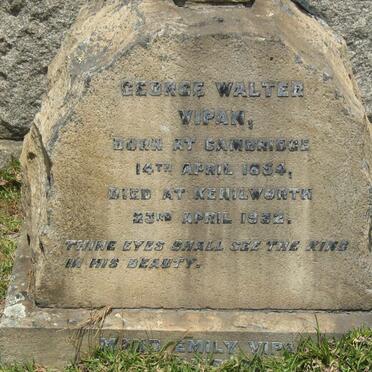 GEORGE WALTER
VIPAN,
BORN AT CAMBRIDGE
14TH APRIL 1884,
DIED AT KENILWORTH
23RD APRIL 1932.
THINE EYES SHALL SEE THE KING
IN HIS BEAUTY.
EMILY